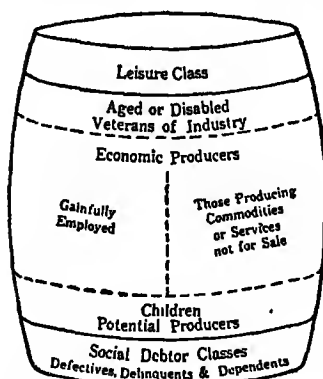 Leisure Class
Aged or Disabled
Veterans of Industry
Economic Producers
Gainfully
Employed
Those Producing
Commodities
or Services
not for Sale
Children
Potential Producers
Social Debtor Classes
Defectives, Delinquents & Dependents